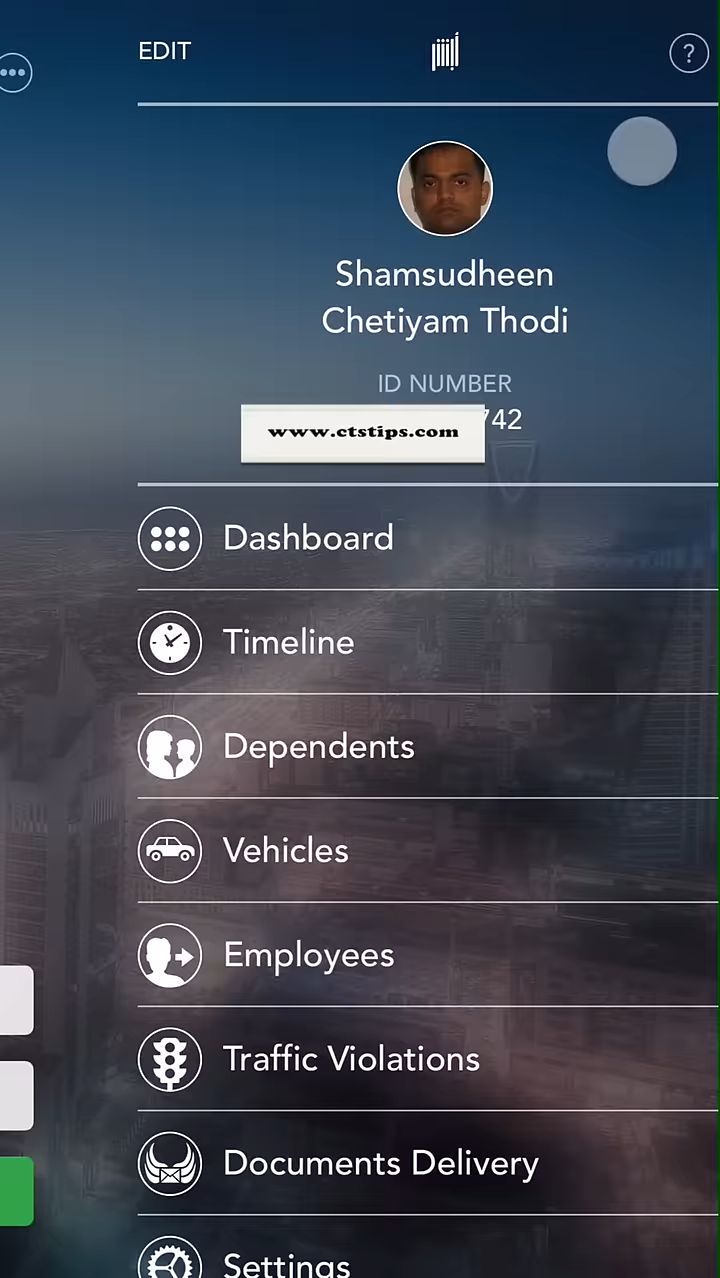 EDIT
أبشر
?
Shamsudheen
Chetiyam Thodi
ID NUMBER
742
www.ctstips.com
Dashboard
Timeline
Dependents
Vehicles
Employees
Traffic Violations
Documents Delivery
Settings